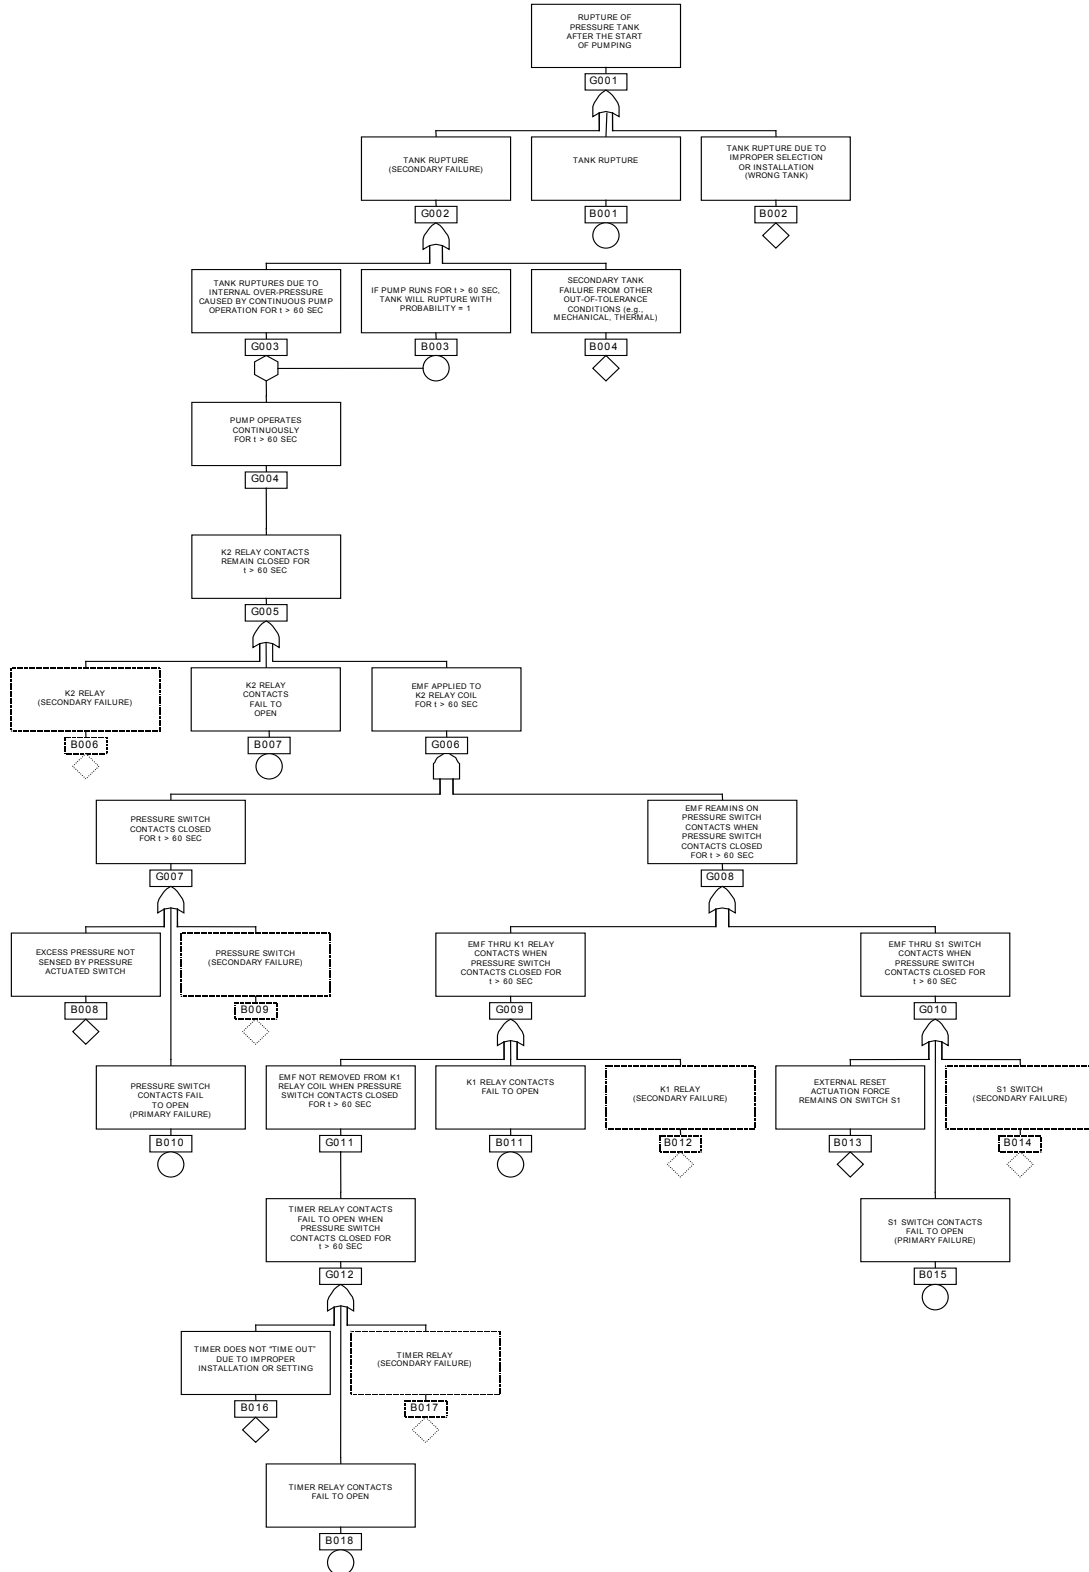 RUPTURE OF
PRESSURE TANK
AFTER THE START
OF PUMPING
G001
TANK RUPTURE
(SECONDARY FAILURE)
G002
TANK RUPTURE
B001
TANK RUPTURE DUE TO
IMPROPER SELECTION
OR INSTALLATION
(WRONG TANK)
B002
TANK RUPTURES DUE TO
INTERNAL OVER-PRESSURE
CAUSED BY CONTINUOUS PUMP
OPERATION FOR t > 60 SEC
G003
IF PUMP RUNS FOR t > 60 SEC,
TANK WILL RUPTURE WITH
PROBABILITY = 1
B003
SECONDARY TANK
FAILURE FROM OTHER
OUT-OF-TOLERANCE
CONDITIONS (e.g.,
MECHANICAL, THERMAL)
B004
PUMP OPERATES
CONTINUOUSLY
FOR t > 60 SEC
G004
K2 RELAY CONTACTS
REMAIN CLOSED FOR
t > 60 SEC
G005
K2 RELAY
(SECONDARY FAILURE)
B006
K2 RELAY
CONTACTS
FAIL TO
OPEN
B007
EMF APPLIED TO
K2 RELAY COIL
FOR t > 60 SEC
G006
PRESSURE SWITCH
CONTACTS CLOSED
FOR t > 60 SEC
G007
EMF REAMINS ON
PRESSURE SWITCH
CONTACTS WHEN
PRESSURE SWITCH
CONTACTS CLOSED
FOR t > 60 SEC
G008
EXCESS PRESSURE NOT
SENSED BY PRESSURE
ACTUATED SWITCH
B008
PRESSURE SWITCH
(SECONDARY FAILURE)
B009
EMF THRU K1 RELAY
CONTACTS WHEN
PRESSURE SWITCH
CONTACTS CLOSED FOR
t > 60 SEC
G009
EMF THRU S1 SWITCH
CONTACTS WHEN
PRESSURE SWITCH
CONTACTS CLOSED FOR
t > 60 SEC
G010
PRESSURE SWITCH
CONTACTS FAIL
TO OPEN
(PRIMARY FAILURE)
B010
EMF NOT REMOVED FROM K1
RELAY COIL WHEN PRESSURE
SWITCH CONTACTS CLOSED
FOR t > 60 SEC
G011
K1 RELAY CONTACTS
FAIL TO OPEN
B011
K1 RELAY
(SECONDARY FAILURE)
B012
EXTERNAL RESET
ACTUATION FORCE
REMAINS ON SWITCH S1
B013
S1 SWITCH
(SECONDARY FAILURE)
B014
TIMER RELAY CONTACTS
FAIL TO OPEN WHEN
PRESSURE SWITCH
CONTACTS CLOSED FOR
t > 60 SEC
G012
S1 SWITCH CONTACTS
FAIL TO OPEN
(PRIMARY FAILURE)
B015
TIMER DOES NOT "TIME OUT"
DUE TO IMPROPER
INSTALLATION OR SETTING
B016
TIMER RELAY
(SECONDARY FAILURE)
B017
TIMER RELAY CONTACTS
FAIL TO OPEN
B018